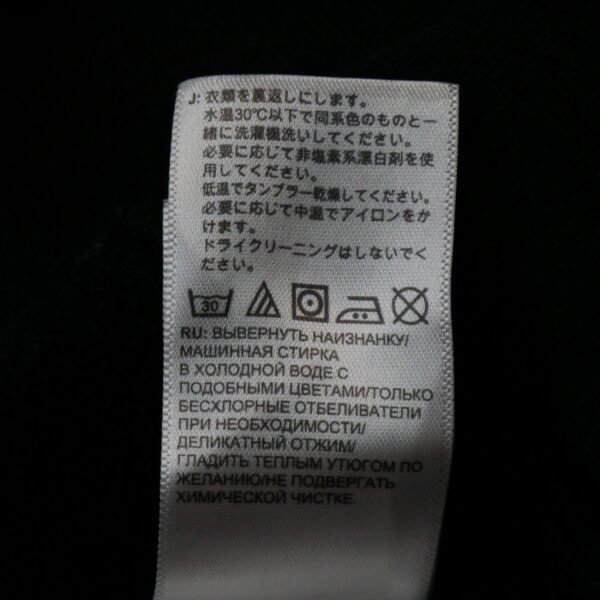 J: 衣類を裏返しにします。
水温30℃以下で同系色のものと一
緒に洗濯機洗いしてください。
必要に応じて非塩素系漂白剤を使
用してください。
低温でタンブラー乾燥してください。
必要に応じて中温でアイロンをか
けます。
ドライクリーニングはしないでく
ださい。
30
RU: ВЫВЕРНУТЬ НАИЗНАНКУ/
МАШИННАЯ СТИРКА
В ХОЛОДНОЙ ВОДЕ С
ПОДОБНЫМИ ЦВЕТАМИ/ТОЛЬКО
БЕСХЛОРНЫЕ ОТБЕЛИВАТЕЛИ
ПРИ НЕОБХОДИМОСТИ/
ДЕЛИКАТНЫЙ ОТЖИМ/
ГЛАДИТЬ ТЕПЛЫМ УТЮГОМ ПО
ЖЕЛАНИЮ/НЕ ПОДВЕРГАТЬ
ХИМИЧЕСКОЙ ЧИСТКЕ.